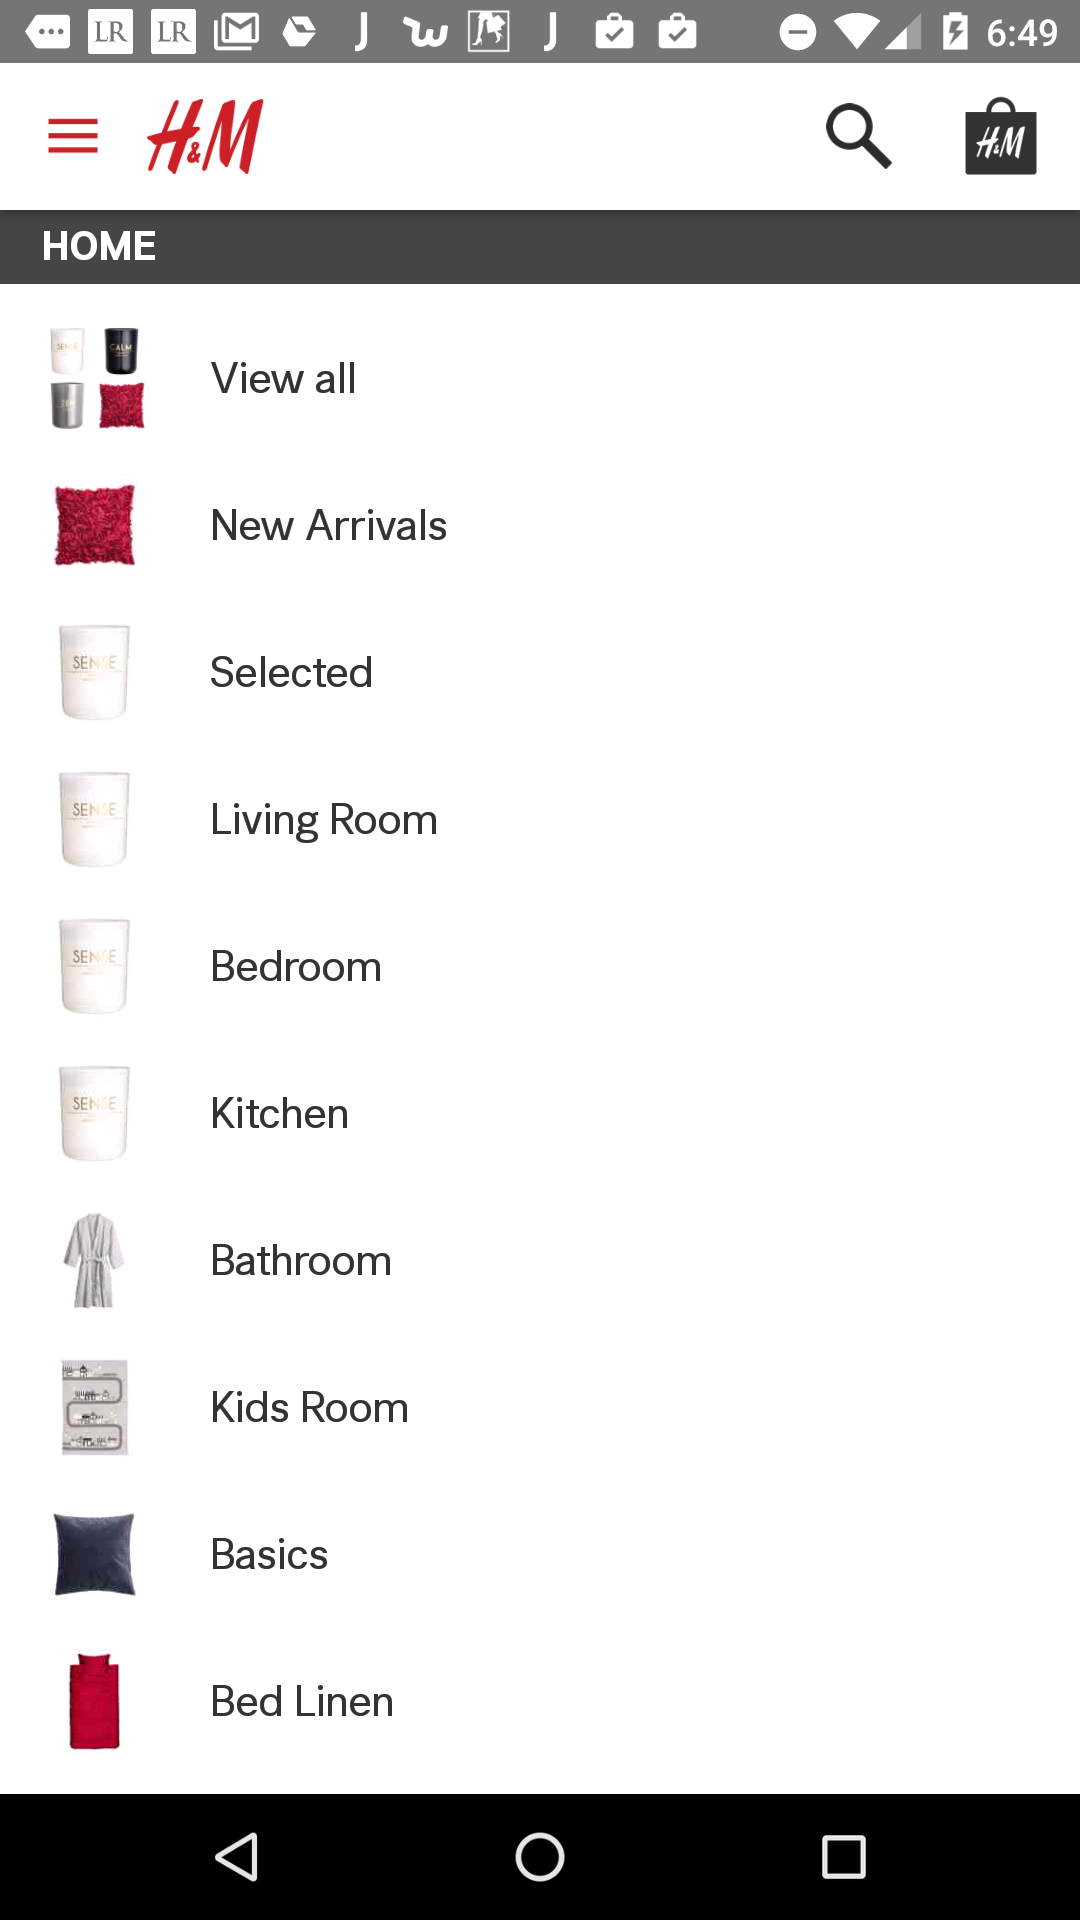 LR LR J J 6:49
H&M H&M
HOME
SENSE CALM
ZEN
View all
New Arrivals
SENSE
Selected
SENSE
Living Room
SENSE
Bedroom
SENSE
Kitchen
Bathroom
Kids Room
Basics
Bed Linen